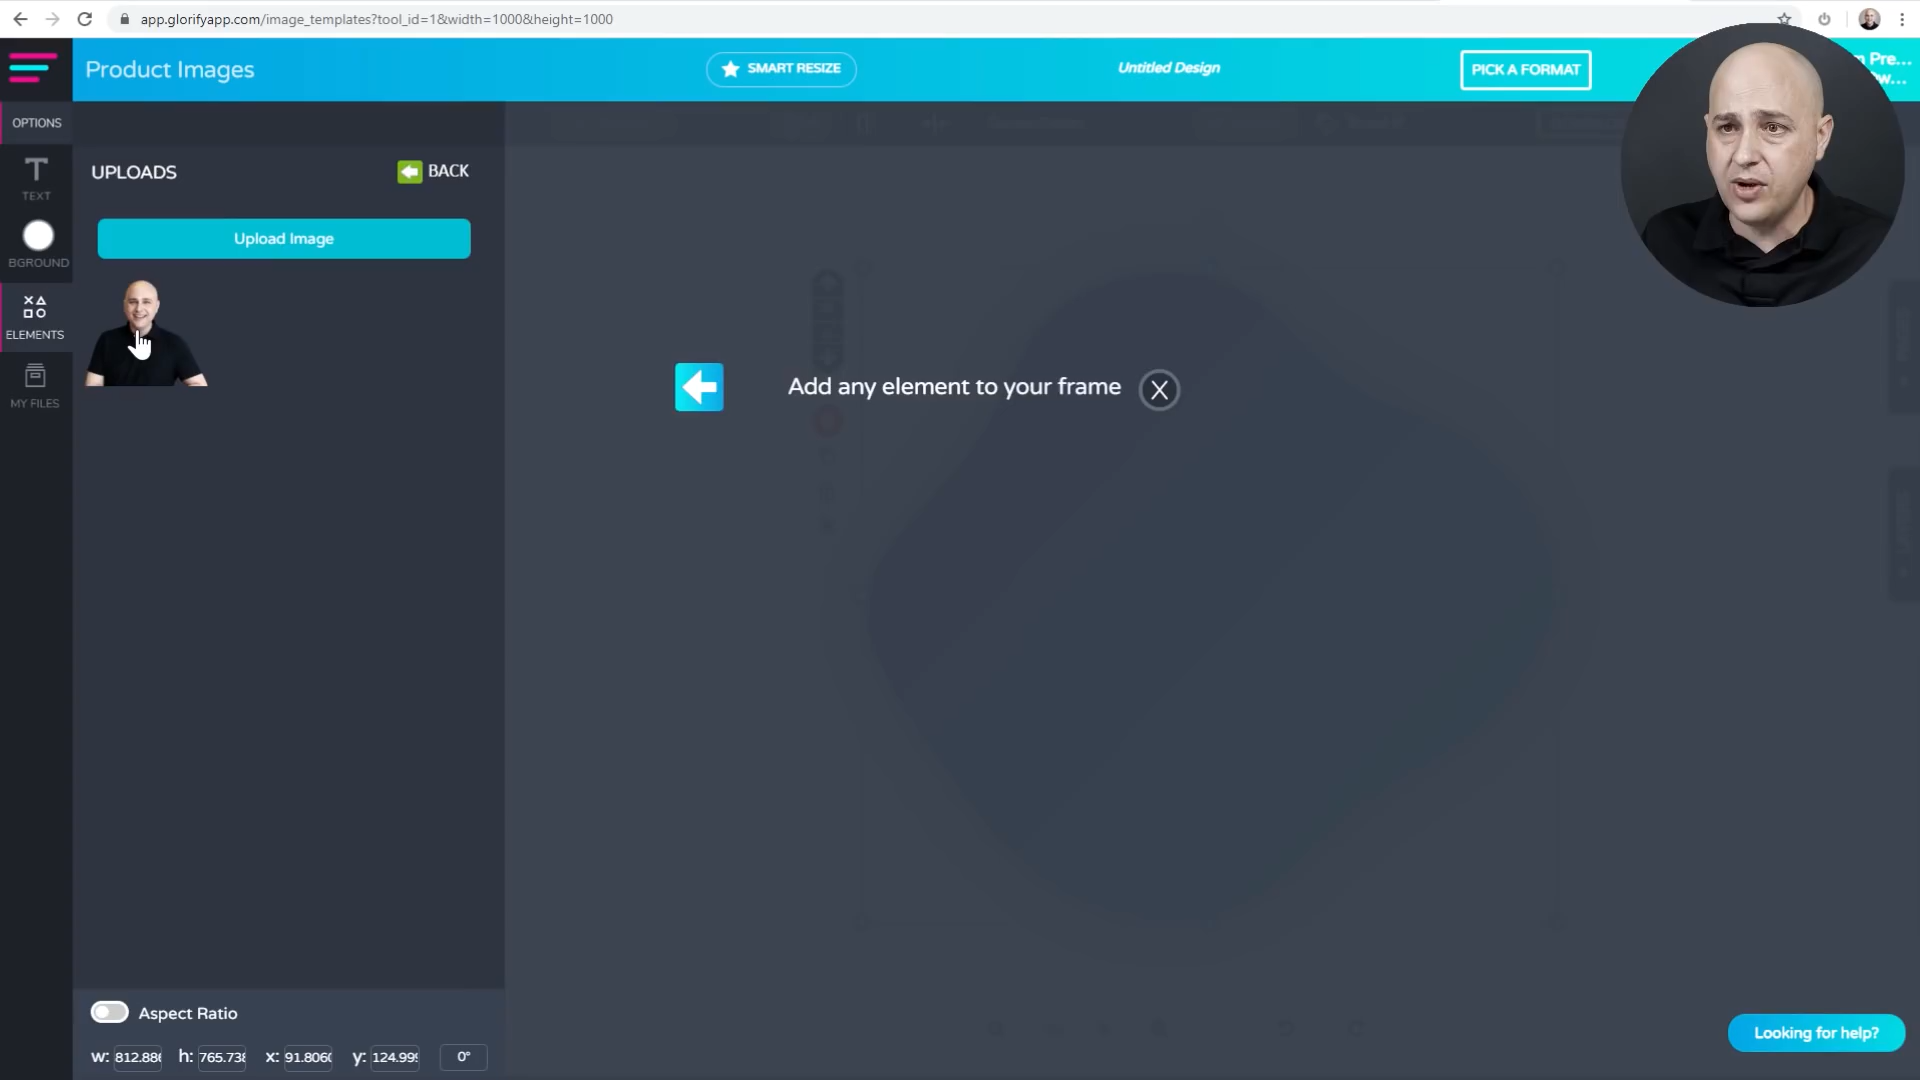 app.glorifyapp.com/image_templates?tool_id=1&width=1000&height=1000
Product Images
SMART RESIZE
Untitled Design
PICK A FORMAT
Pre...
OPTIONS
TEXT
BGROUND
ELEMENTS
MY FILES
UPLOADS
BACK
Upload Image
Add any element to your frame
X
Aspect Ratio
w: 812.88 h: 765.73 x: 91.806 y: 124.99 0°
Looking for help?